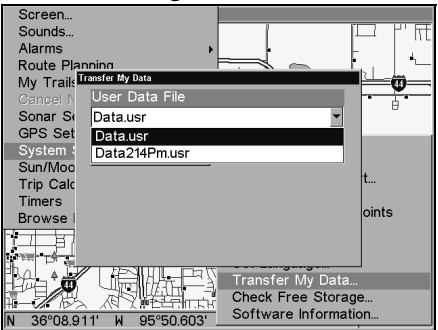 Screen...
Sounds...
Alarms
Route Planning
My Trails
Cancel N
Sonar Se
GPS Set
System S
Sun/Moo
Trip Calc
Timers
Browse
Transfer My Data
User Data File
Data.usr
Data.usr
Data214Pm.usr
44
t...
oints
Transfer My Data...
Check Free Storage...
Software Information...
44
N 36°08.911' W 95°50.603'